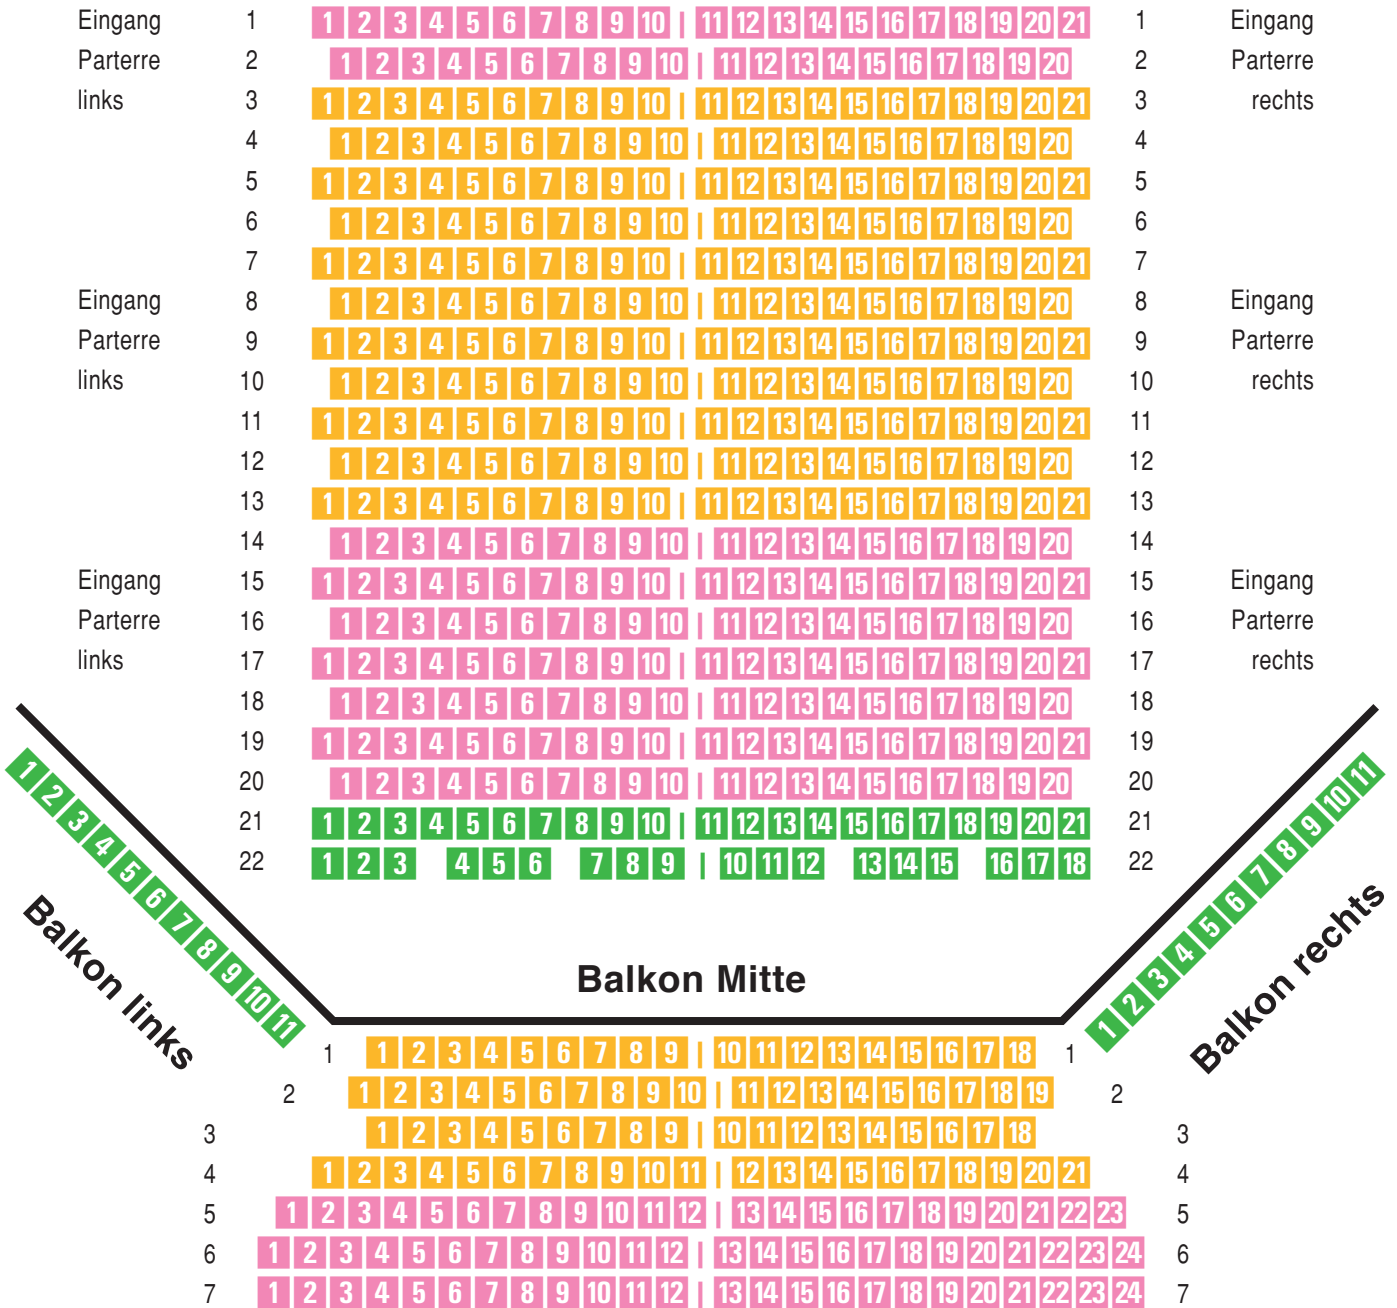 Eingang 1 1 2 3 4 5 6 7 8 9 10 | 11 12 13 14 15 16 17 18 19 20 21 1 Eingang
Parterre 2 1 2 3 4 5 6 7 8 9 10 | 11 12 13 14 15 16 17 18 19 20 2 Parterre
links 3 1 2 3 4 5 6 7 8 9 10 | 11 12 13 14 15 16 17 18 19 20 21 3 rechts
4 1 2 3 4 5 6 7 8 9 10 | 11 12 13 14 15 16 17 18 19 20 4
5 1 2 3 4 5 6 7 8 9 10 | 11 12 13 14 15 16 17 18 19 20 21 5
6 1 2 3 4 5 6 7 8 9 10 | 11 12 13 14 15 16 17 18 19 20 6
7 1 2 3 4 5 6 7 8 9 10 | 11 12 13 14 15 16 17 18 19 20 21 7
Eingang 8 1 2 3 4 5 6 7 8 9 10 | 11 12 13 14 15 16 17 18 19 20 8 Eingang
Parterre 9 1 2 3 4 5 6 7 8 9 10 | 11 12 13 14 15 16 17 18 19 20 21 9 Parterre
links 10 1 2 3 4 5 6 7 8 9 10 | 11 12 13 14 15 16 17 18 19 20 10 rechts
11 1 2 3 4 5 6 7 8 9 10 | 11 12 13 14 15 16 17 18 19 20 21 11
12 1 2 3 4 5 6 7 8 9 10 | 11 12 13 14 15 16 17 18 19 20 12
13 1 2 3 4 5 6 7 8 9 10 | 11 12 13 14 15 16 17 18 19 20 21 13
14 1 2 3 4 5 6 7 8 9 10 | 11 12 13 14 15 16 17 18 19 20 14
Eingang 15 1 2 3 4 5 6 7 8 9 10 | 11 12 13 14 15 16 17 18 19 20 21 15 Eingang
Parterre 16 1 2 3 4 5 6 7 8 9 10 | 11 12 13 14 15 16 17 18 19 20 16 Parterre
links 17 1 2 3 4 5 6 7 8 9 10 | 11 12 13 14 15 16 17 18 19 20 21 17 rechts
18 1 2 3 4 5 6 7 8 9 10 | 11 12 13 14 15 16 17 18 19 20 18
19 1 2 3 4 5 6 7 8 9 10 | 11 12 13 14 15 16 17 18 19 20 21 19
20 1 2 3 4 5 6 7 8 9 10 | 11 12 13 14 15 16 17 18 19 20 20
21 1 2 3 4 5 6 7 8 9 10 | 11 12 13 14 15 16 17 18 19 20 21 21
22 1 2 3 4 5 6 7 8 9 | 10 11 12 13 14 15 16 17 18 22
1 2 3 4 5 6 7 8 9 10 11
Balkon links
1 2 3 4 5 6 7 8 9 10 11
Balkon rechts
Balkon Mitte
1 1 2 3 4 5 6 7 8 9 | 10 11 12 13 14 15 16 17 18 1
2 1 2 3 4 5 6 7 8 9 10 | 11 12 13 14 15 16 17 18 19 2
3 1 2 3 4 5 6 7 8 9 | 10 11 12 13 14 15 16 17 18 3
4 1 2 3 4 5 6 7 8 9 10 11 | 12 13 14 15 16 17 18 19 20 21 4
5 1 2 3 4 5 6 7 8 9 10 11 12 | 13 14 15 16 17 18 19 20 21 22 23 5
6 1 2 3 4 5 6 7 8 9 10 11 12 | 13 14 15 16 17 18 19 20 21 22 23 24 6
7 1 2 3 4 5 6 7 8 9 10 11 12 | 13 14 15 16 17 18 19 20 21 22 23 24 7